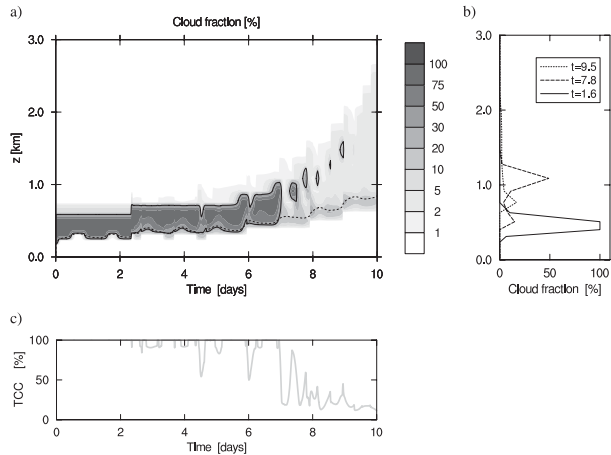 a)
Cloud fraction [%]
3.0
2.0
1.0
0.0
z [km]
0 2 4 6 8 10
Time [days]
100
75
50
30
20
10
5
2
1
b)
3.0
2.0
1.0
0.0
t=9.5
t=7.8
t=1.6
0 50 100
Cloud fraction [%]
c)
100
50
0
TCC [%]
0 2 4 6 8 10
Time [days]